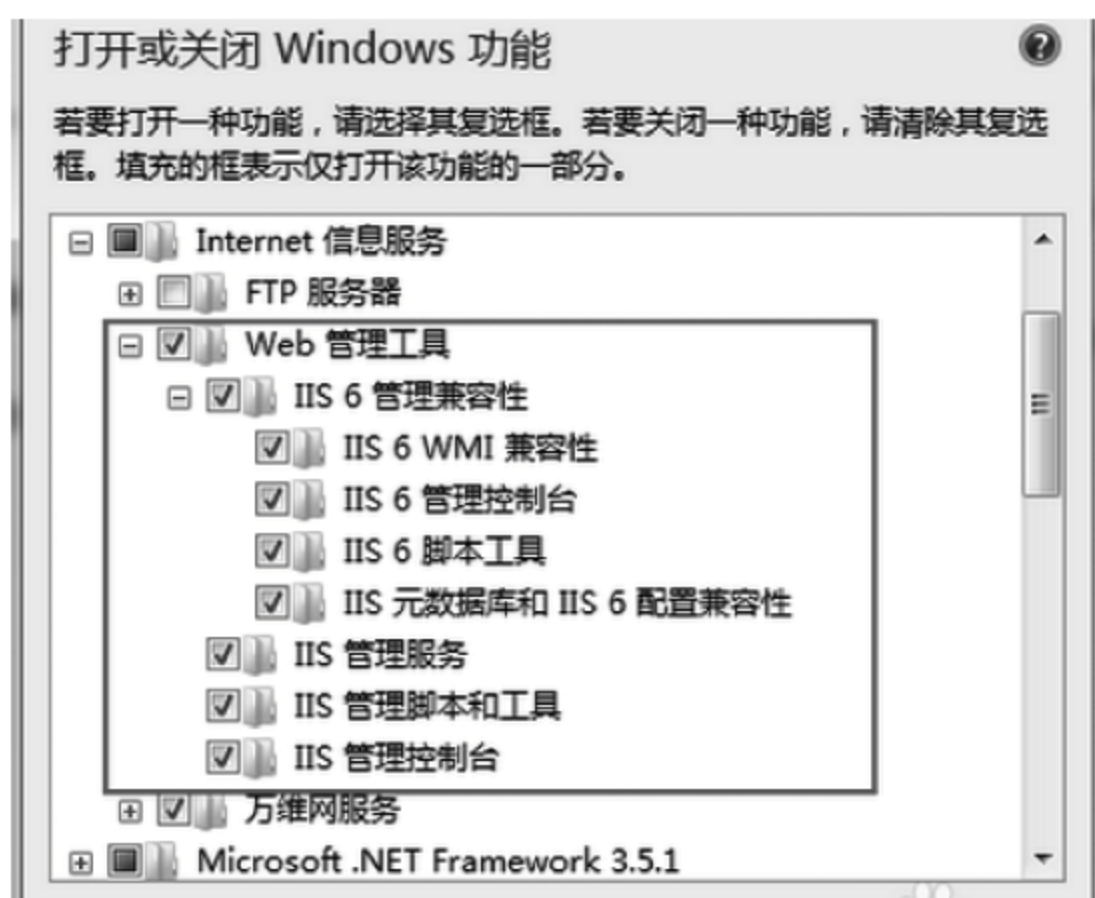 打开或关闭 Windows 功能
若要打开一种功能，请选择其复选框。若要关闭一种功能，请清除其复选
框。填充的框表示仅打开该功能的一部分。
Internet 信息服务
FTP 服务器
Web 管理工具
IIS 6 管理兼容性
IIS 6 WMI 兼容性
IIS 6 管理控制台
IIS 6 脚本工具
IIS 元数据库和 IIS 6 配置兼容性
IIS 管理服务
IIS 管理脚本和工具
IIS 管理控制台
万维网服务
Microsoft .NET Framework 3.5.1